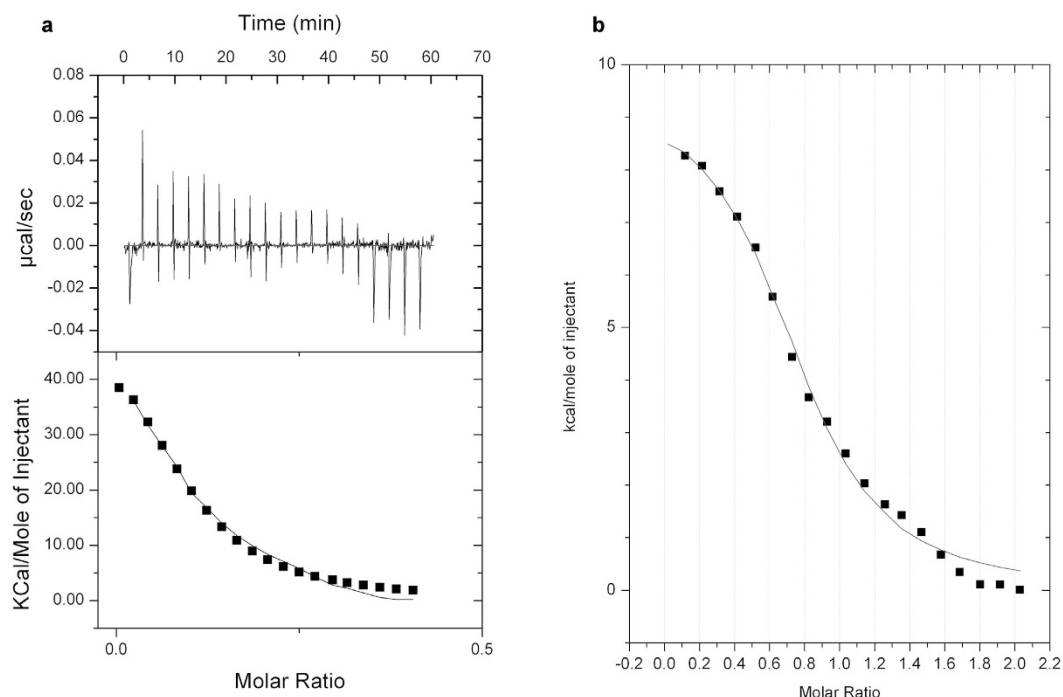 a
Time (min)
0 10 20 30 40 50 60 70
0.08
0.06
0.04
0.02
0.00
-0.02
-0.04
µcal/sec
40.00
30.00
20.00
10.00
0.00
KCal/Mole of Injectant
0.0 0.5
Molar Ratio
b
10
5
0
kcal/mole of injectant
-0.2 0.0 0.2 0.4 0.6 0.8 1.0 1.2 1.4 1.6 1.8 2.0 2.2
Molar Ratio